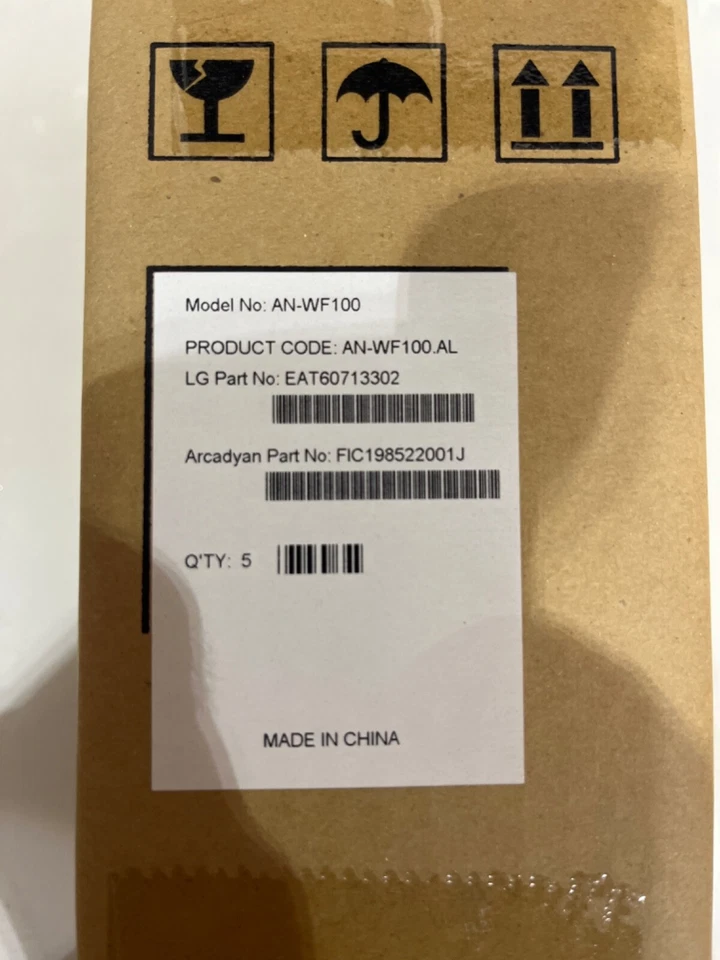 Model No: AN-WF100
PRODUCT CODE: AN-WF100.AL
LG Part No: EAT60713302
Arcadyan Part No: FIC198522001J
Q'TY: 5
MADE IN CHINA